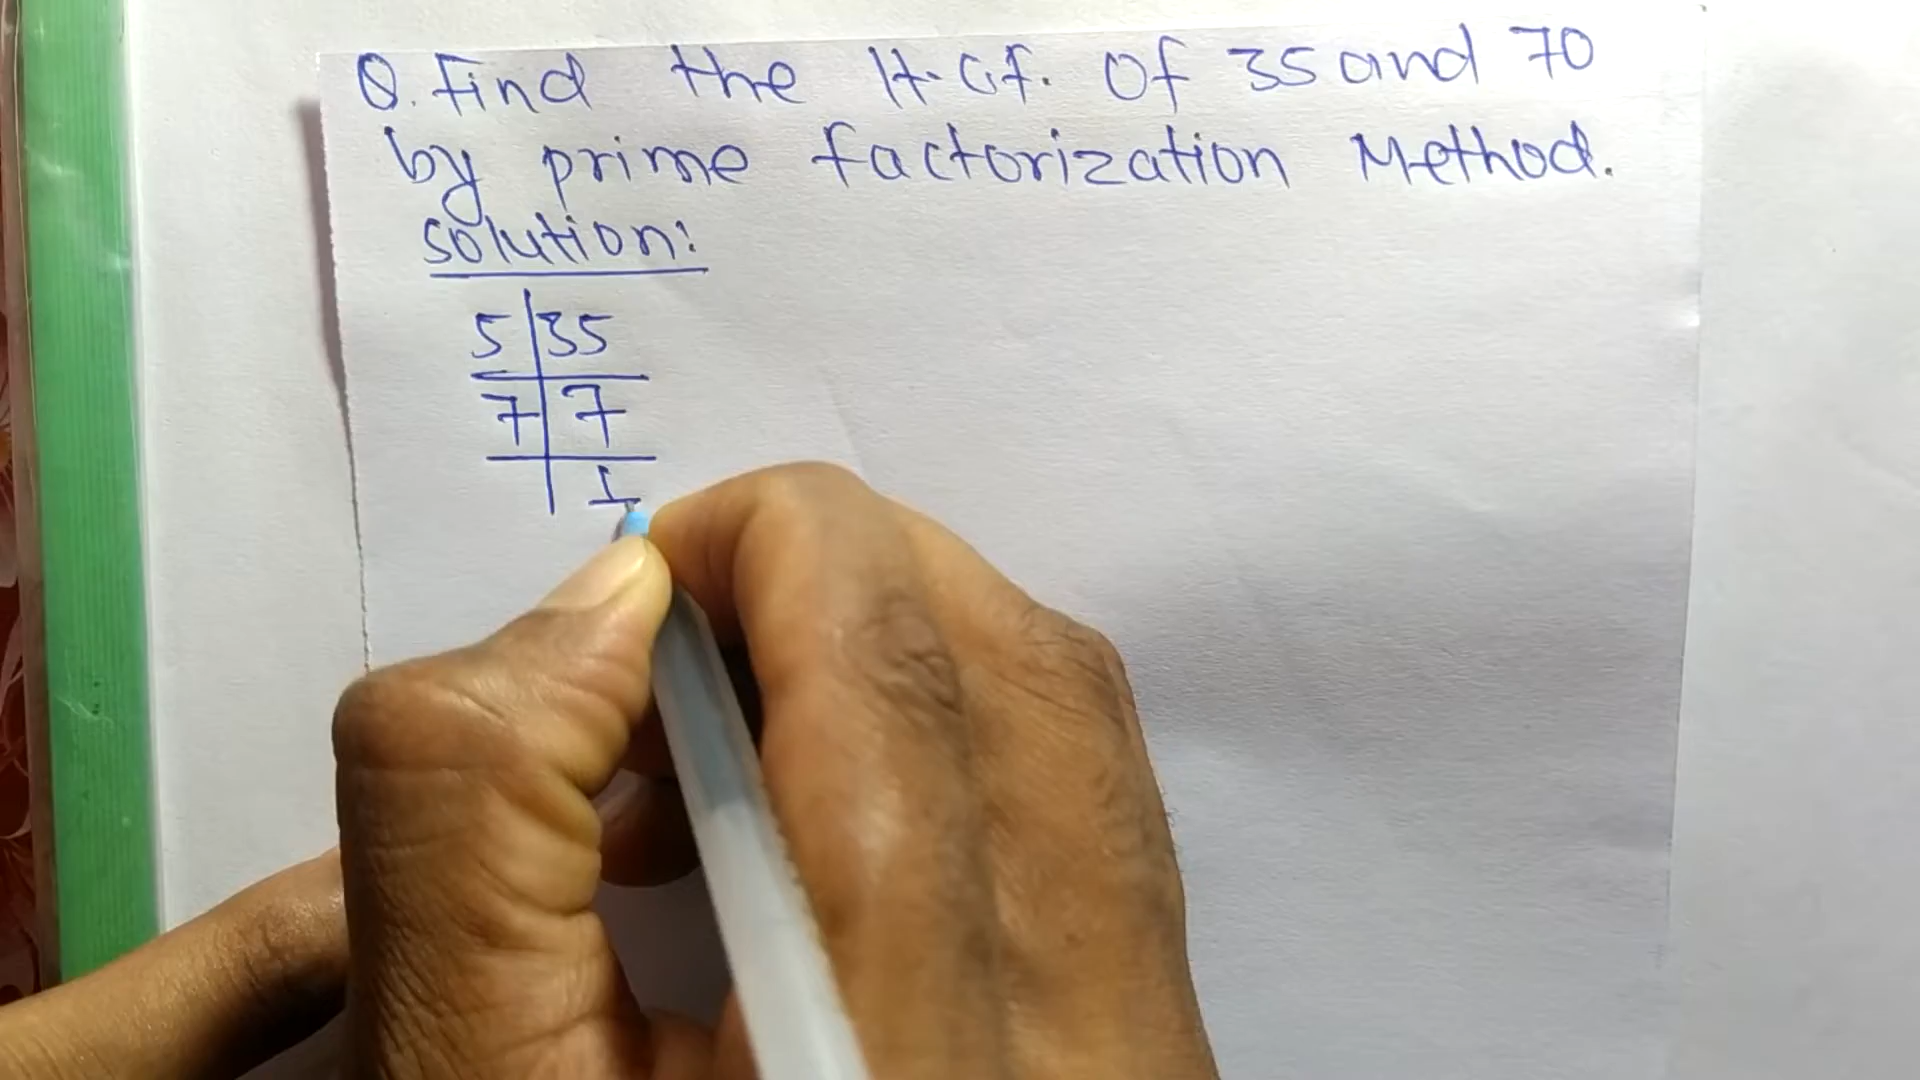 Q. Find the H.C.F. Of 35 and 70
by prime factorization Method.
solution:
5 35
7 7
1